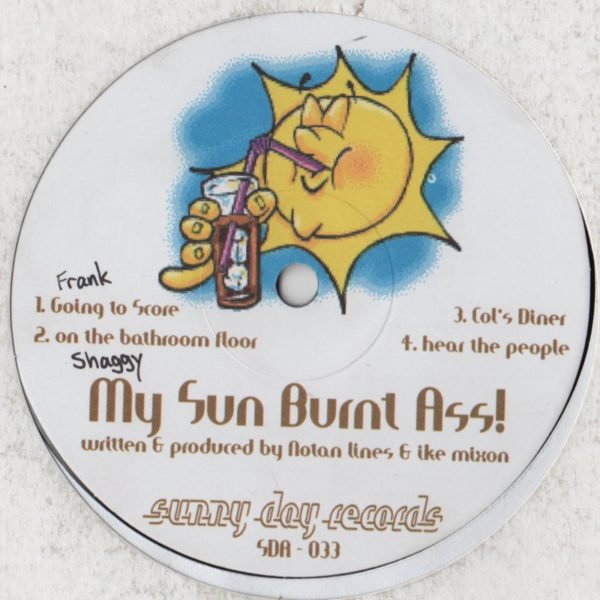 Frank
1. Going to Score
2. on the bathroom floor
Shaggy
3. Col's Diner
4. hear the people
My Sun Burnt Ass!
written & produced by Notan lines & ike mixon
sunny day records
SDR - 033